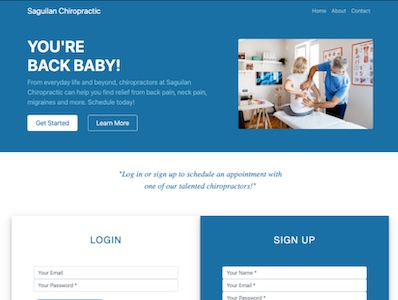 Saguilan Chiropractic
Home About Contact
YOU'RE
BACK BABY!
From everyday life and beyond, chiropractors at Saguilan
Chiropractic can help you find relief from back pain, neck pain,
migraines and more. Schedule today!
Get Started Learn More
"Log in or sign up to schedule an appointment with
one of our talented chiropractors!"
LOGIN
Your Email
Your Password *
SIGN UP
Your Name *
Your Email *
Your Password *